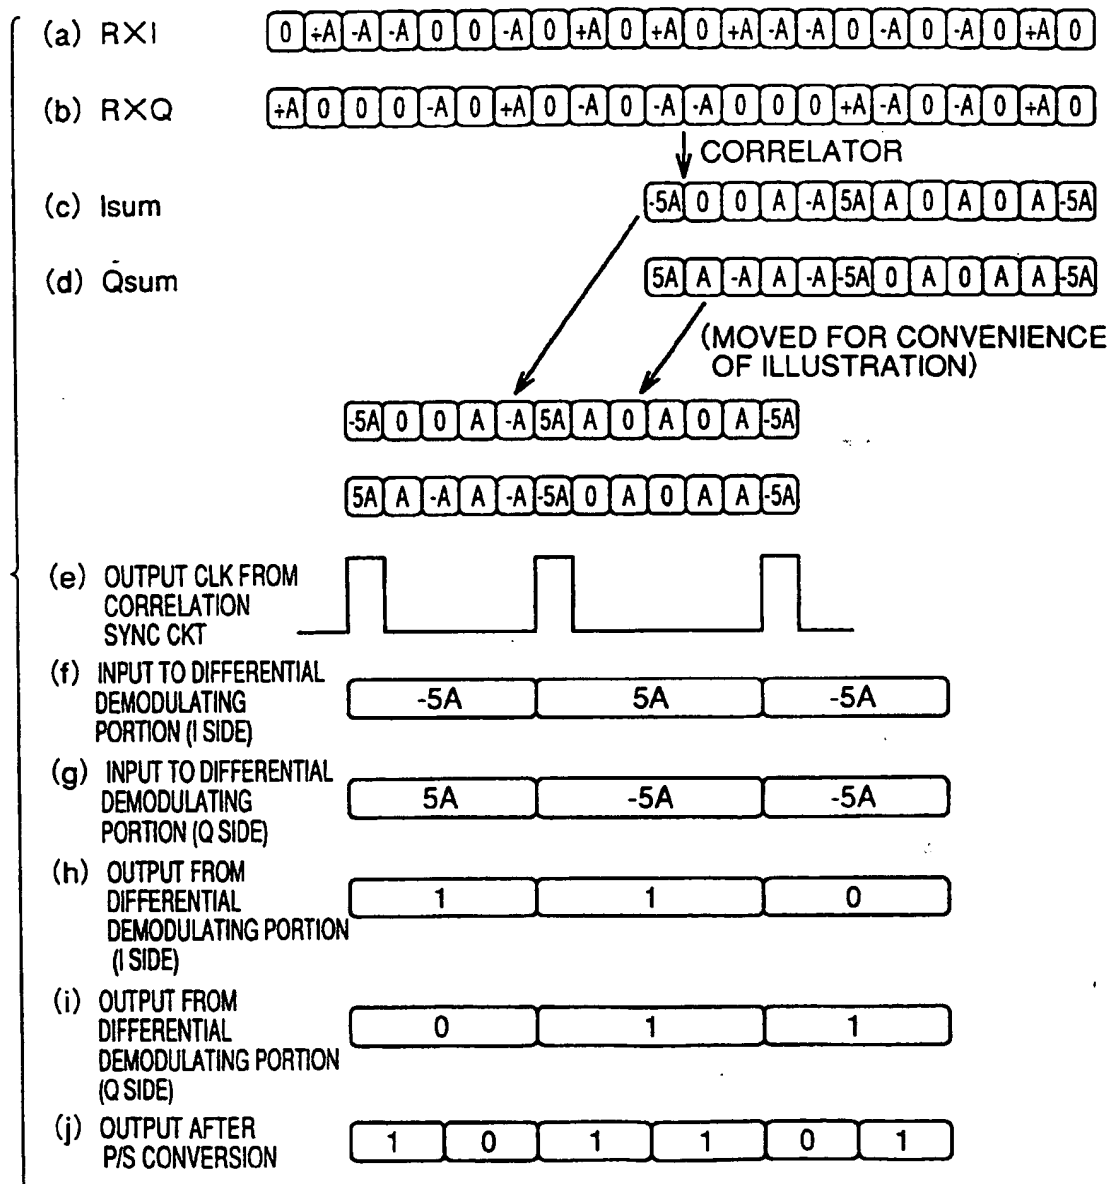 (a) RXI 0 +A -A -A 0 0 -A 0 +A 0 +A 0 +A -A -A 0 -A 0 -A 0 +A 0
(b) RXQ +A 0 0 0 -A 0 +A 0 -A 0 -A -A 0 0 0 +A -A 0 -A 0 +A 0
CORRELATOR
(c) Isum -5A 0 0 A -A 5A A 0 A 0 A -5A
(d) Qsum 5A A -A A -A -5A 0 A 0 A A -5A
(MOVED FOR CONVENIENCE
OF ILLUSTRATION)
-5A 0 0 A -A 5A A 0 A 0 A -5A
5A A -A A -A -5A 0 A 0 A A -5A
(e) OUTPUT CLK FROM
CORRELATION
SYNC CKT
(f) INPUT TO DIFFERENTIAL
DEMODULATING
PORTION (I SIDE)
-5A 5A -5A
(g) INPUT TO DIFFERENTIAL
DEMODULATING
PORTION (Q SIDE)
5A -5A -5A
(h) OUTPUT FROM
DIFFERENTIAL
DEMODULATING PORTION
(I SIDE)
1 1 0
(i) OUTPUT FROM
DIFFERENTIAL
DEMODULATING PORTION
(Q SIDE)
0 1 1
(j) OUTPUT AFTER
P/S CONVERSION
1 0 1 1 0 1